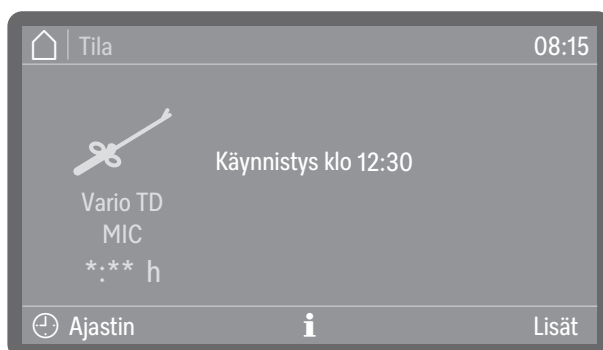 Tila 08:15
Käynnistys klo 12:30
Vario TD
MIC
*:** h
Ajastin i Lisät